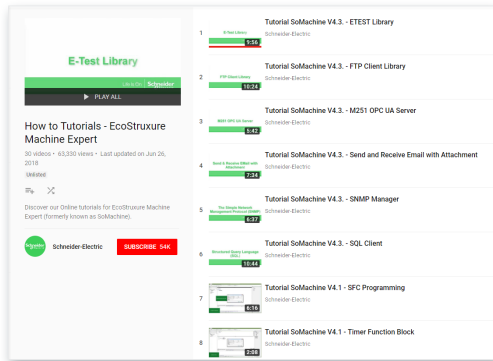 E-Test Library
Life Is On | Schneider
PLAY ALL
How to Tutorials - EcoStruxure
Machine Expert
30 videos • 63,330 views • Last updated on Jun 26,
2018
Unlisted
Discover our Online tutorials for EcoStruxure Machine
Expert (formerly known as SoMachine).
Schneider-Electric
SUBSCRIBE 54K
1
E-Test Library
9:56
Tutorial SoMachine V4.3. - ETEST Library
Schneider-Electric
2
FTP Client Library
10:24
Tutorial SoMachine V4.3. - FTP Client Library
Schneider-Electric
3
M251 OPC UA Server
5:42
Tutorial SoMachine V4.3. - M251 OPC UA Server
Schneider-Electric
4
Send & Receive Email with
Attachment
7:34
Tutorial SoMachine V4.3. - Send and Receive Email with Attachment
Schneider-Electric
5
The Simple Network
Management Protocol (SNMP)
6:37
Tutorial SoMachine V4.3. - SNMP Manager
Schneider-Electric
6
Structured Query Language
(SQL)
10:44
Tutorial SoMachine V4.3. - SQL Client
Schneider-Electric
7
6:16
Tutorial SoMachine V4.1 - SFC Programming
Schneider-Electric
8
2:08
Tutorial SoMachine V4.1 - Timer Function Block
Schneider-Electric